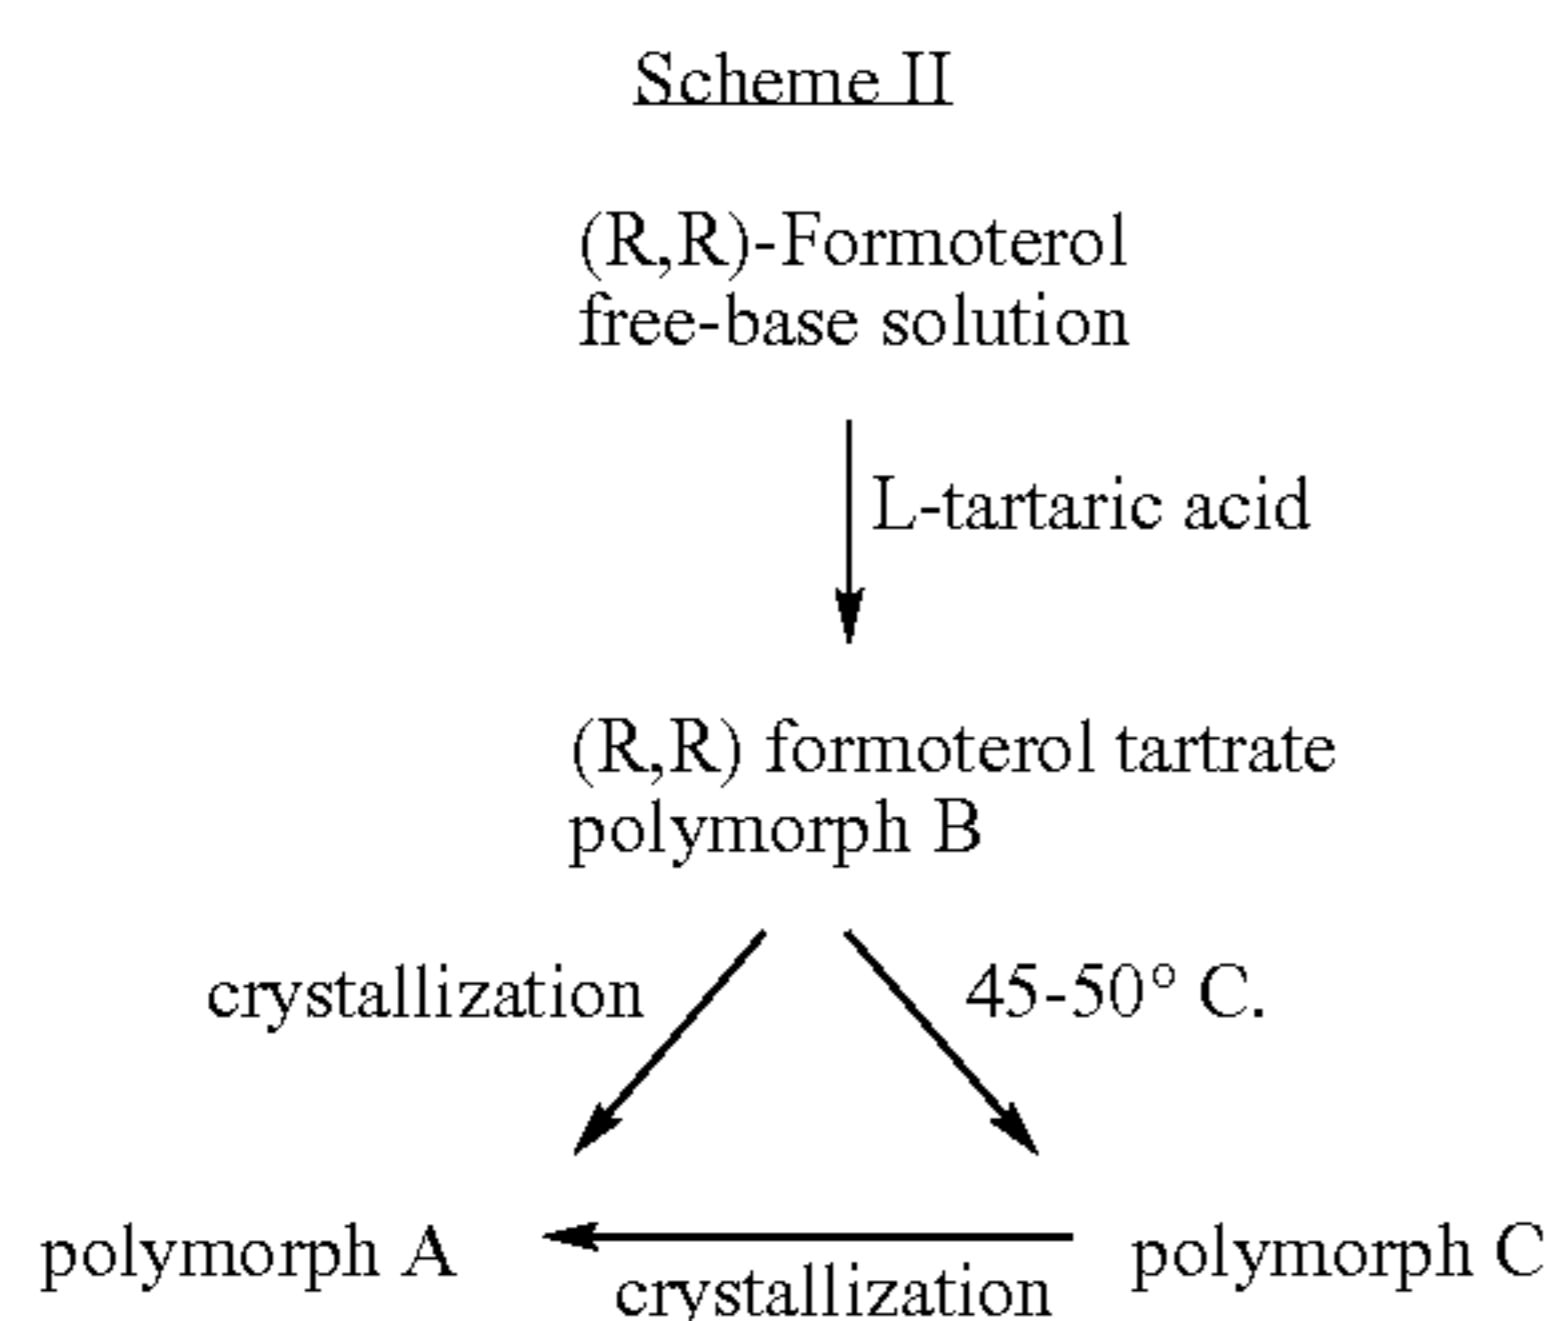 Scheme II
(R,R)-Formoterol
free-base solution
L-tartaric acid
(R,R) formoterol tartrate
polymorph B
crystallization
45-50° C.
polymorph A
polymorph C
crystallization